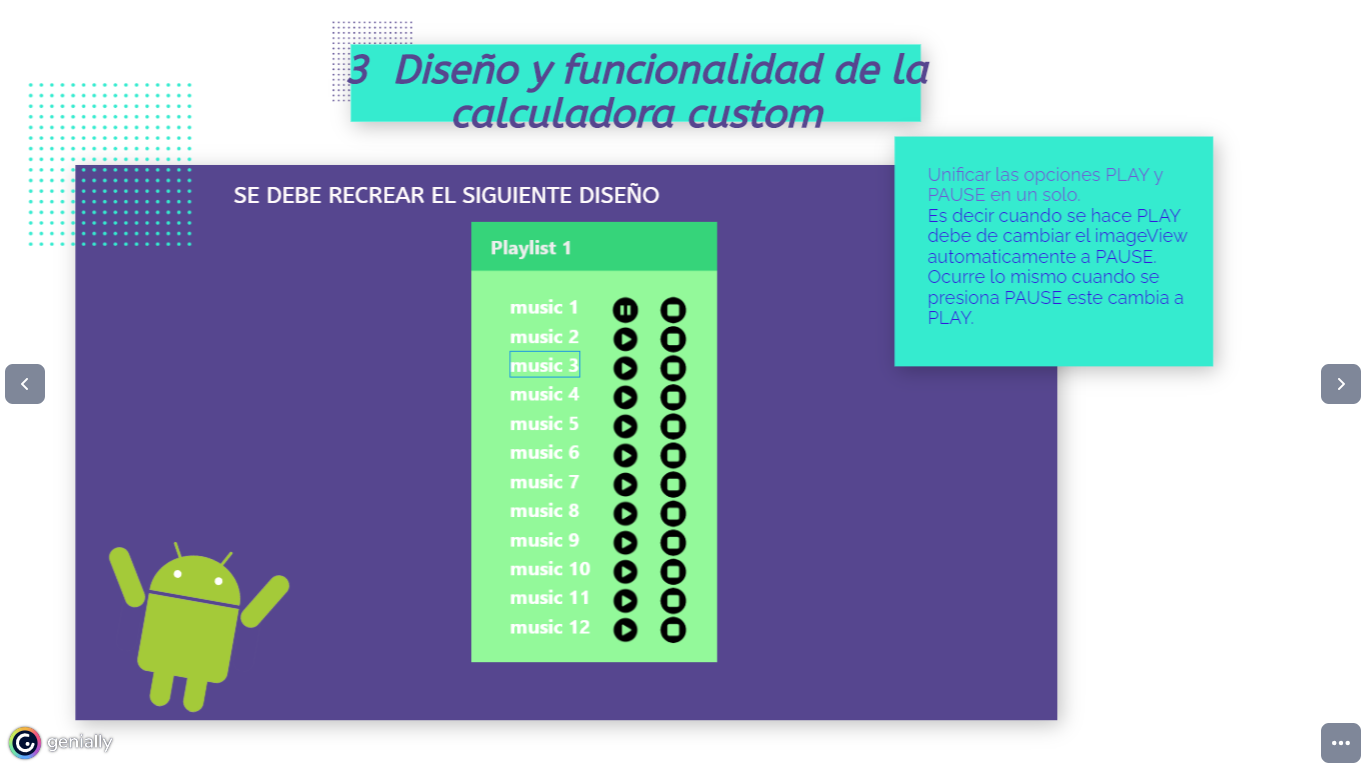 3 Diseño y funcionalidad de la
calculadora custom
Unificar las opciones PLAY y
PAUSE en un solo.
Es decir cuando se hace PLAY
debe de cambiar el imageView
automaticamente a PAUSE.
Ocurre lo mismo cuando se
presiona PAUSE este cambia a
PLAY.
SE DEBE RECREAR EL SIGUIENTE DISEÑO
Playlist 1
music 1
music 2
music 3
music 4
music 5
music 6
music 7
music 8
music 9
music 10
music 11
music 12
genially